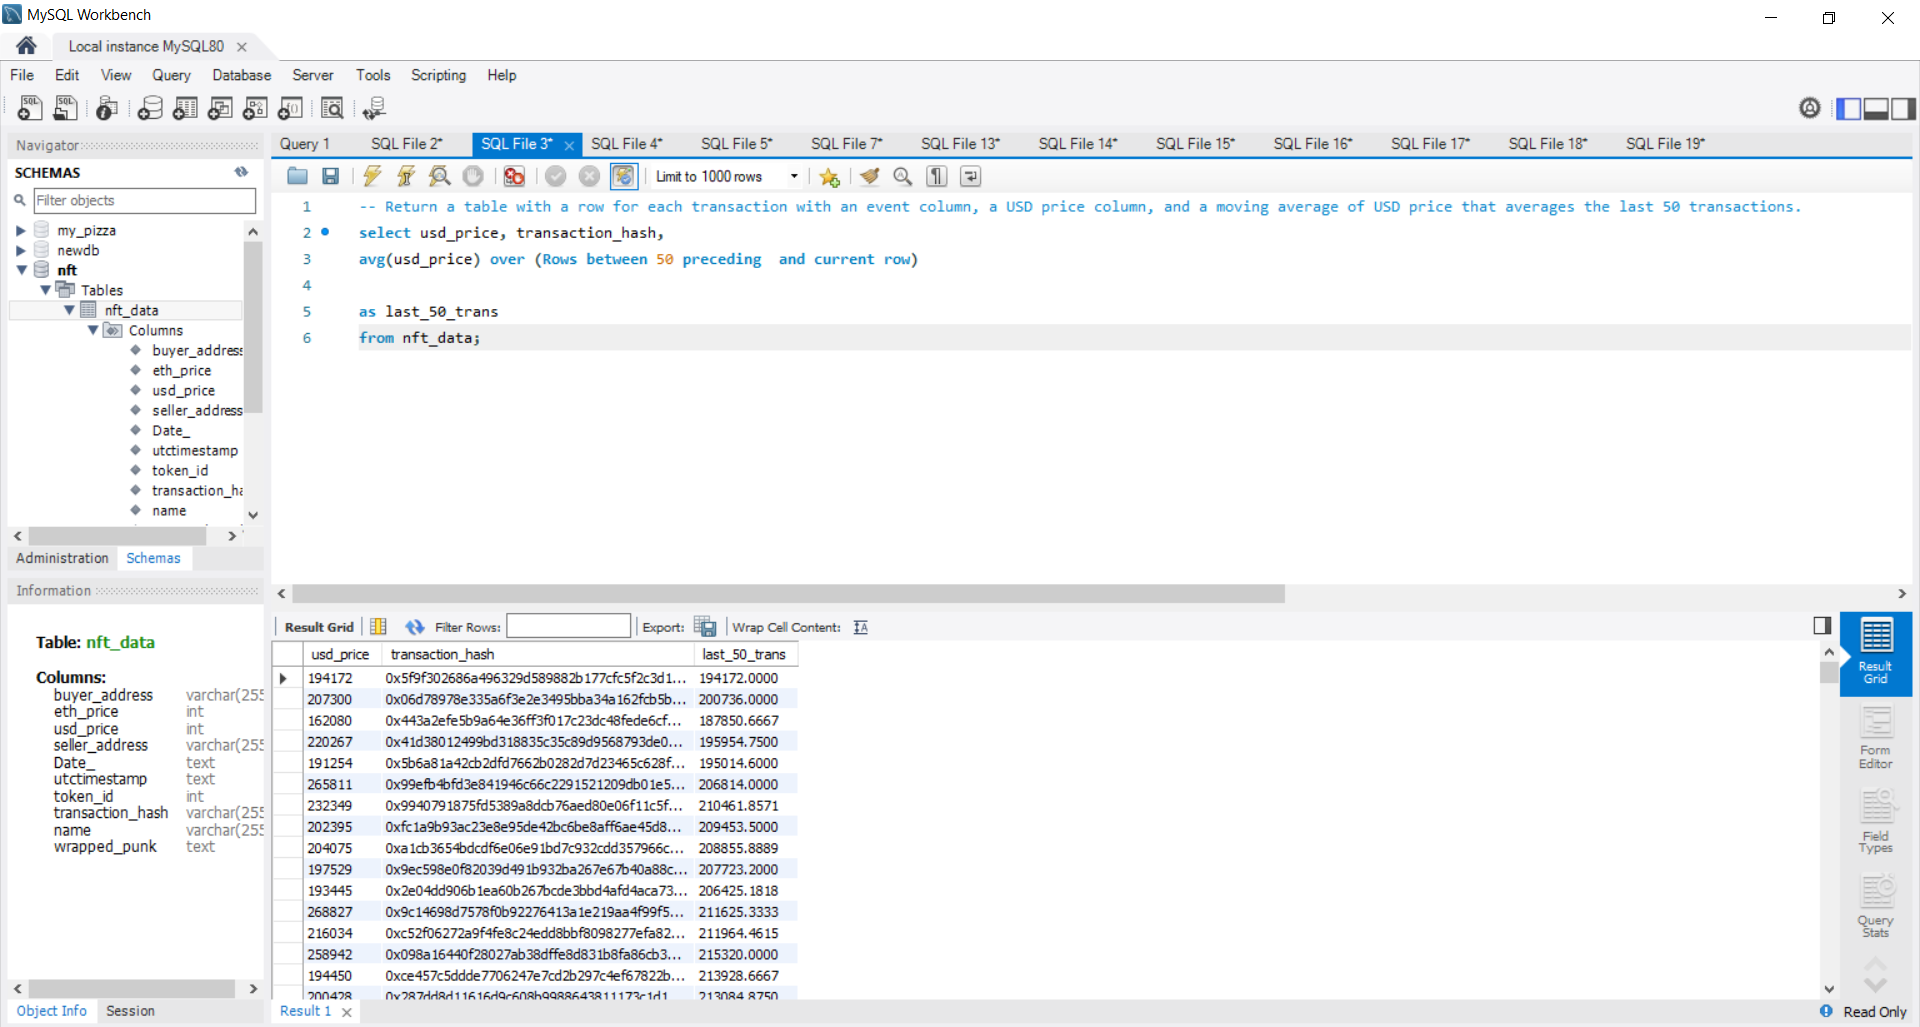 MySQL Workbench
Local instance MySQL80
File Edit View Query Database Server Tools Scripting Help
Navigator
SCHEMAS
Filter objects
my_pizza
newdb
nft
Tables
nft_data
Columns
buyer_address
eth_price
usd_price
seller_address
Date_
utctimestamp
token_id
transaction_ha
name
Administration Schemas
Information
Table: nft_data
Columns:
buyer_address varchar(255
eth_price int
usd_price int
seller_address varchar(255
Date_ text
utctimestamp text
token_id int
transaction_hash varchar(255
name varchar(255
wrapped_punk text
Object Info Session
Query 1 SQL File 2* SQL File 3* SQL File 4* SQL File 5* SQL File 7* SQL File 13* SQL File 14* SQL File 15* SQL File 16* SQL File 17* SQL File 18* SQL File 19*
Limit to 1000 rows
1 -- Return a table with a row for each transaction with an event column, a USD price column, and a moving average of USD price that averages the last 50 transactions.
2 select usd_price, transaction_hash,
3 avg(usd_price) over (Rows between 50 preceding  and current row)
4
5 as last_50_trans
6 from nft_data;
Result Grid Filter Rows: Export: Wrap Cell Content:
usd_price transaction_hash last_50_trans
194172 0x5f9f302686a496329d589882b177cfc5f2c3d1... 194172.0000
207300 0x06d78978e335a6f3e2e3495bba34a162fcb5b... 200736.0000
162080 0x443a2efe5b9a64e36ff3f017c23dc48fede6cf... 187850.6667
220267 0x41d38012499bd318835c35c89d9568793de0... 195954.7500
191254 0x5b6a81a42cb2dfd7662b0282d7d23465c628f... 195014.6000
265811 0x99efb4bfd3e841946c66c2291521209db01e5... 206814.0000
232349 0x9940791875fd5389a8dcb76aed80e06f11c5f... 210461.8571
202395 0xfc1a9b93ac23e8e95de42bc6be8aff6ae45d8... 209453.5000
204075 0xa1cb3654bdcdf6e06e91bd7c932cdd357966c... 208855.8889
197529 0x9ec598e0f82039d491b932ba267e67b40a88c... 207723.2000
193445 0x2e04dd906b1ea60b267bcde3bbd4afd4aca73... 206425.1818
268827 0x9c14698d7578f0b92276413a1e219aa4f99f5... 211625.3333
216034 0xc52f06272a9f4fe8c24edd8bbf8098277efa82... 211964.4615
258942 0x098a16440f28027ab38dffe8d831b8fa86cb3... 215320.0000
194450 0xce457c5ddde7706247e7cd2b297c4ef67822b... 213928.6667
200428 0x287dd8d11616d9c608b9988643811173c1d1 213084.8750
Result Grid
Form Editor
Field Types
Query Stats
Result 1
Read Only